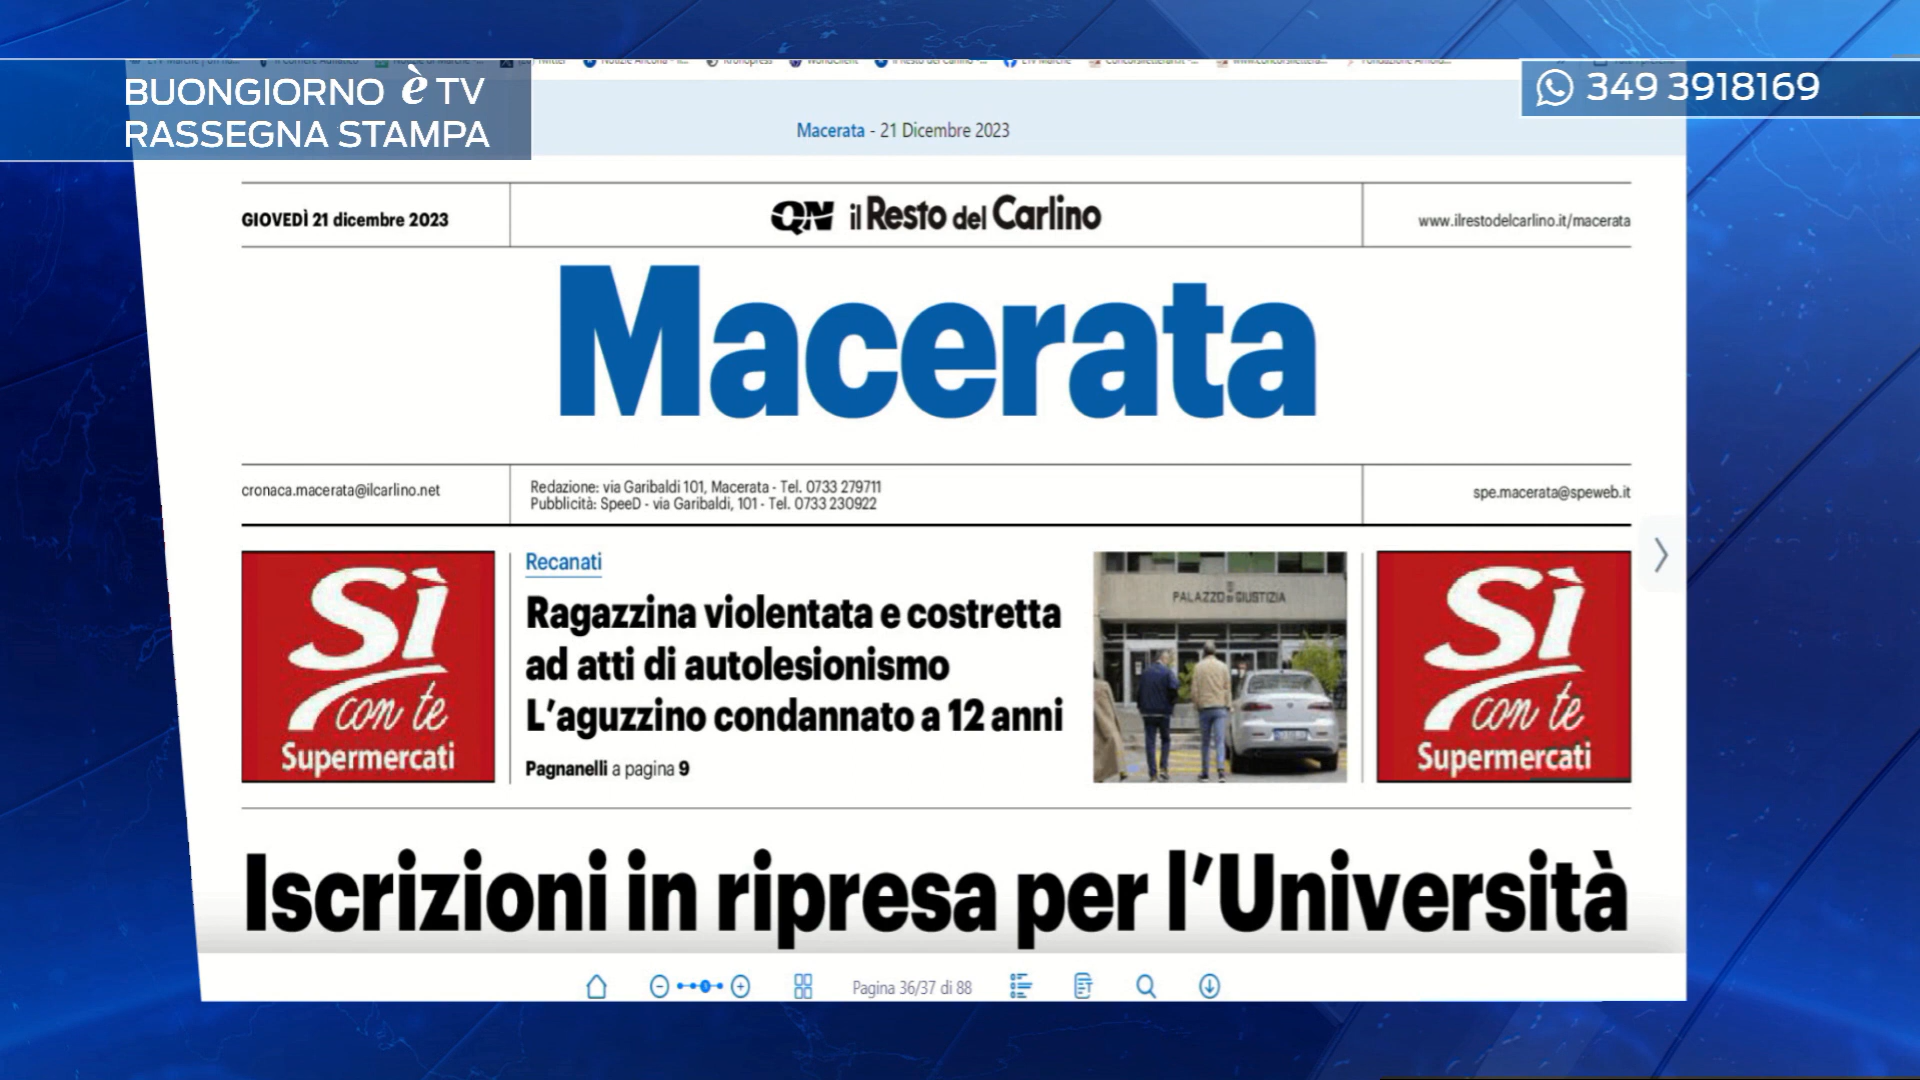 BUONGIORNO è TV
RASSEGNA STAMPA
349 3918169
Macerata - 21 Dicembre 2023
GIOVEDÌ 21 dicembre 2023
QN il Resto del Carlino
www.ilrestodelcarlino.it/macerata
Macerata
cronaca.macerata@ilcarlino.net
Redazione: via Garibaldi 101, Macerata - Tel. 0733 279711
Pubblicità: SpeeD - via Garibaldi, 101 - Tel. 0733 230922
spe.macerata@speweb.it
Sì
con te
Supermercati
Recanati
Ragazzina violentata e costretta
ad atti di autolesionismo
L'aguzzino condannato a 12 anni
Pagnanelli a pagina 9
PALAZZO DI GIUSTIZIA
Sì
con te
Supermercati
Iscrizioni in ripresa per l'Università
Pagina 36/37 di 88